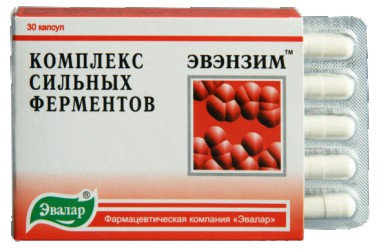 30 капсул
КОМПЛЕКС
СИЛЬНЫХ
ФЕРМЕНТОВ
ЭВЭНЗИМ™
Эвалар®
Фармацевтическая компания «Эвалар»